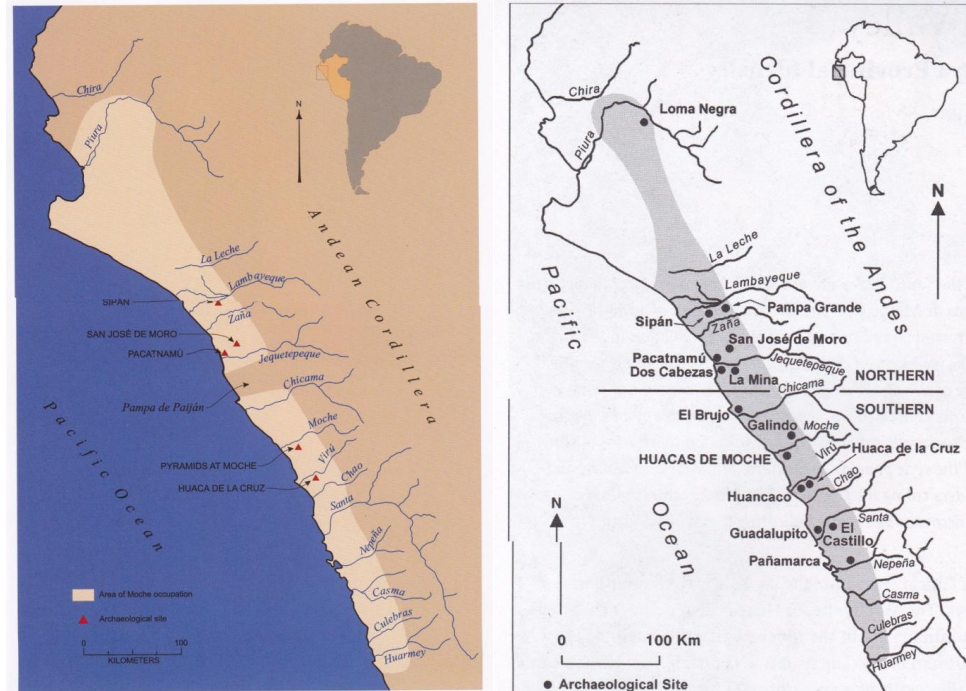 Chira
Piura
N
Andean Cordillera
La Leche
Lambayeque
SIPÁN
Zaña
SAN JOSÉ DE MORO
PACATNAMÚ
Jequetepeque
Chicama
Pampa de Paiján
Moche
PYRAMIDS AT MOCHE
Virú
HUACA DE LA CRUZ
Chao
Santa
Pacific Ocean
Nepeña
Casma
Culebras
Huarmey
Area of Moche occupation
Archaeological site
0 100
KILOMETERS
Chira
Loma Negra
Piura
Cordillera of the Andes
N
Pacific
Ocean
La Leche
Lambayeque
Pampa Grande
Sipán
Zaña
San José de Moro
Pacatnamú
Jequetepeque
Dos Cabezas
La Mina
NORTHERN
Chicama
SOUTHERN
El Brujo
Galindo
Moche
HUACAS DE MOCHE
Virú
Huaca de la Cruz
Chao
Huancaco
N
Santa
Guadalupito
El
Castillo
Pañamarca
Nepeña
Casma
Culebras
Huarmey
0 100 Km
Archaeological Site